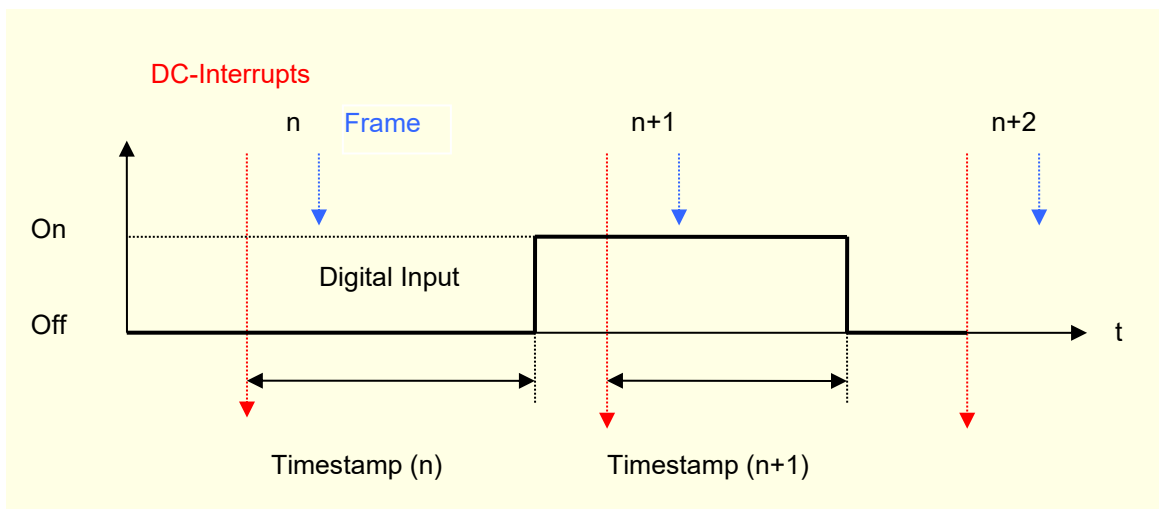 DC-Interrupts
n Frame n+1 n+2
On
Digital Input
Off
t
Timestamp (n) Timestamp (n+1)